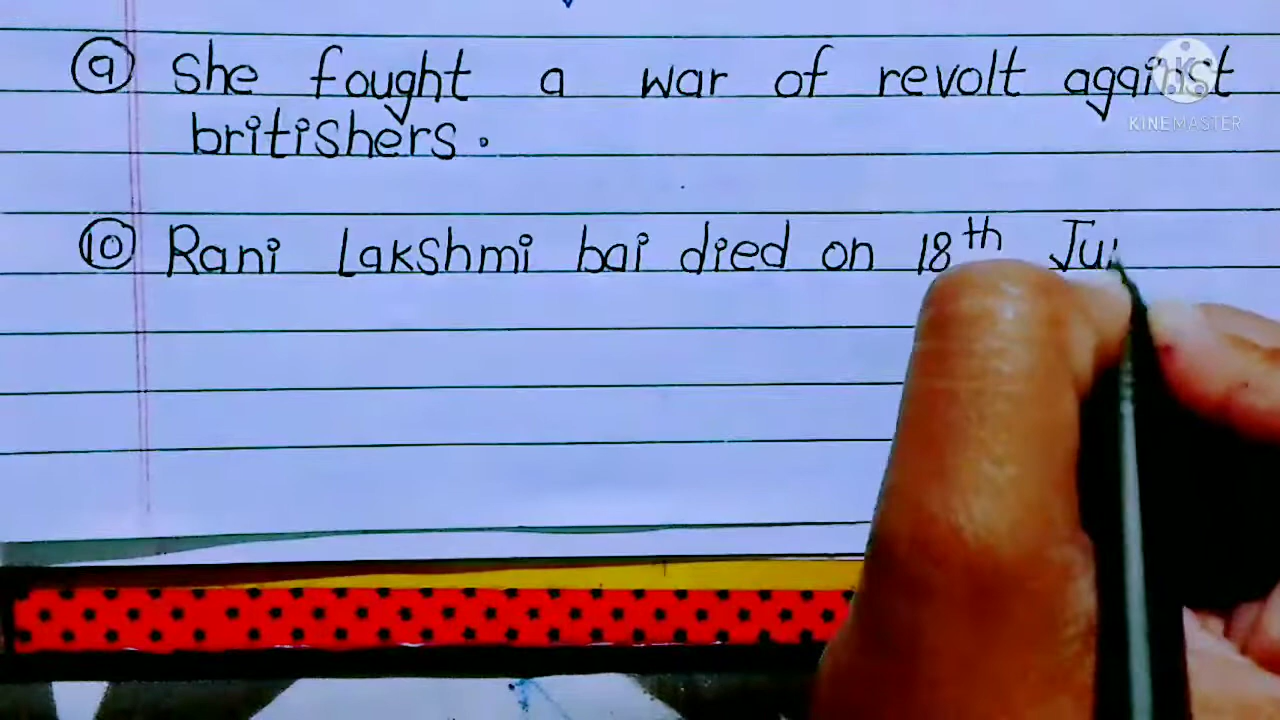 ⑨ She fought a war of revolt against
britishers.
⑩ Rani Lakshmi bai died on 18th Ju
KINEMASTER